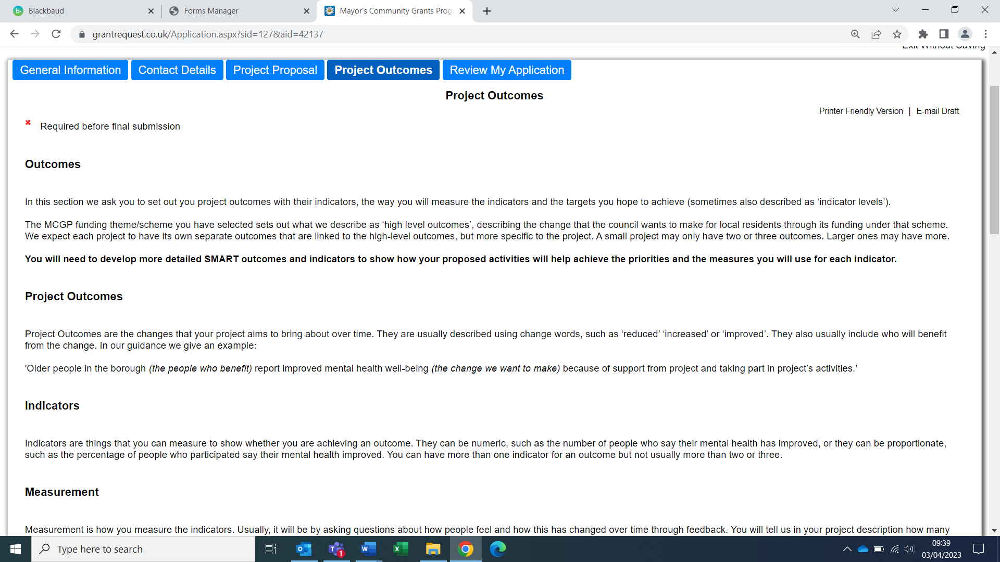 Blackbaud
Forms Manager
Mayor's Community Grants Prog
grantrequest.co.uk/Application.aspx?sid=127&aid=42137
Exit Without Saving
General Information
Contact Details
Project Proposal
Project Outcomes
Review My Application
Project Outcomes
Printer Friendly Version | E-mail Draft
* Required before final submission
Outcomes
In this section we ask you to set out you project outcomes with their indicators, the way you will measure the indicators and the targets you hope to achieve (sometimes also described as ‘indicator levels’).
The MCGP funding theme/scheme you have selected sets out what we describe as ‘high level outcomes’, describing the change that the council wants to make for local residents through its funding under that scheme.
We expect each project to have its own separate outcomes that are linked to the high-level outcomes, but more specific to the project. A small project may only have two or three outcomes. Larger ones may have more.
You will need to develop more detailed SMART outcomes and indicators to show how your proposed activities will help achieve the priorities and the measures you will use for each indicator.
Project Outcomes
Project Outcomes are the changes that your project aims to bring about over time. They are usually described using change words, such as ‘reduced’ ‘increased’ or ‘improved’. They also usually include who will benefit
from the change. In our guidance we give an example:
'Older people in the borough (the people who benefit) report improved mental health well-being (the change we want to make) because of support from project and taking part in project’s activities.'
Indicators
Indicators are things that you can measure to show whether you are achieving an outcome. They can be numeric, such as the number of people who say their mental health has improved, or they can be proportionate,
such as the percentage of people who participated say their mental health improved. You can have more than one indicator for an outcome but not usually more than two or three.
Measurement
Measurement is how you measure the indicators. Usually, it will be by asking questions about how people feel and how this has changed over time through feedback. You will tell us in your project description how many
Type here to search
1
09:39
03/04/2023